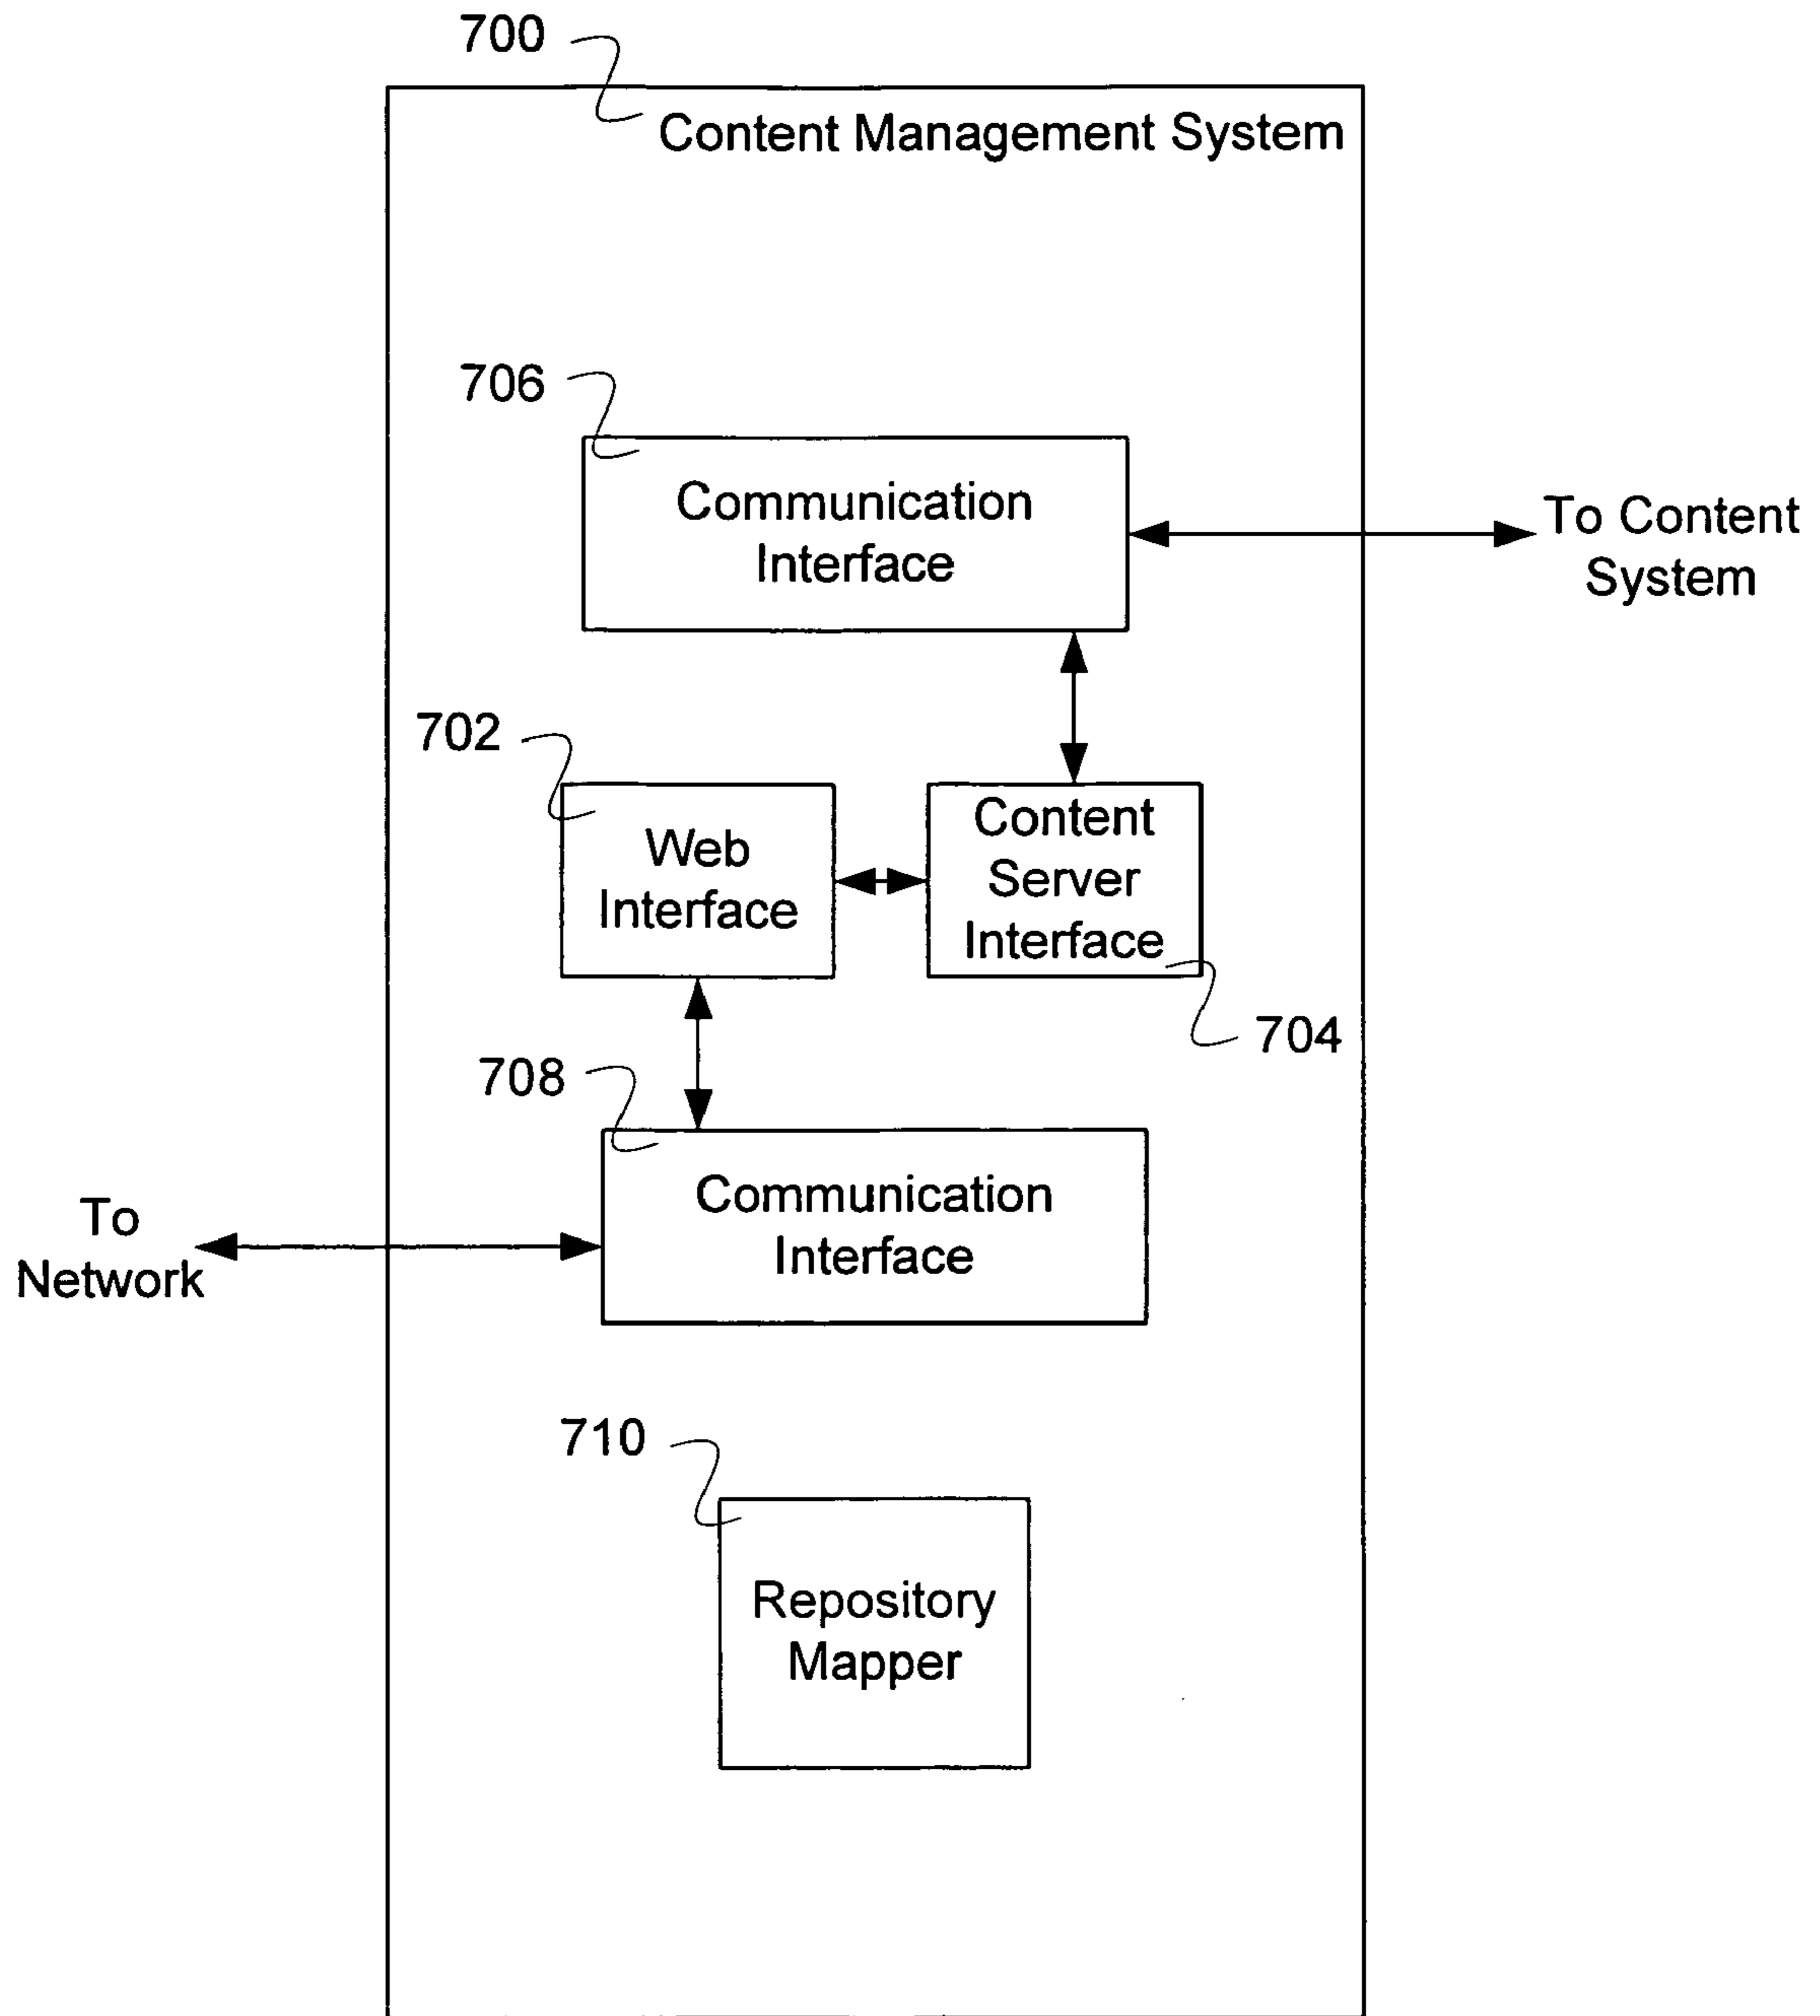 700
Content Management System
706
Communication
Interface
To Content
System
702
Web
Interface
Content
Server
Interface
704
708
Communication
Interface
To
Network
710
Repository
Mapper